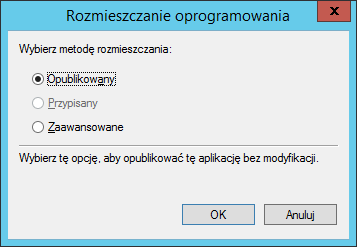 Rozmieszczanie oprogramowania
x
Wybierz metodę rozmieszczania:
Opublikowany
Przypisany
Zaawansowane
Wybierz tę opcję, aby opublikować tę aplikację bez modyfikacji.
OK
Anuluj